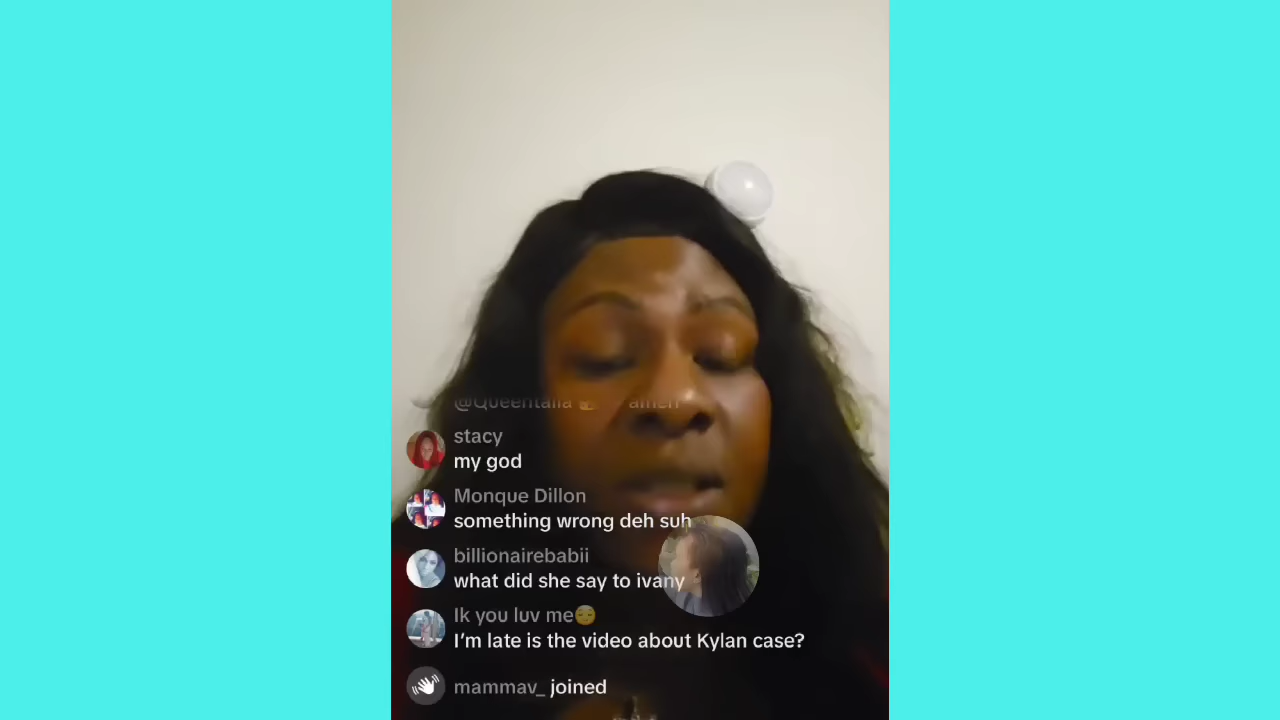 stacy
my god
Monque Dillon
something wrong deh suh
billionairebabii
what did she say to ivany
Ik you luv me😌
I’m late is the video about Kylan case?
mammav_ joined